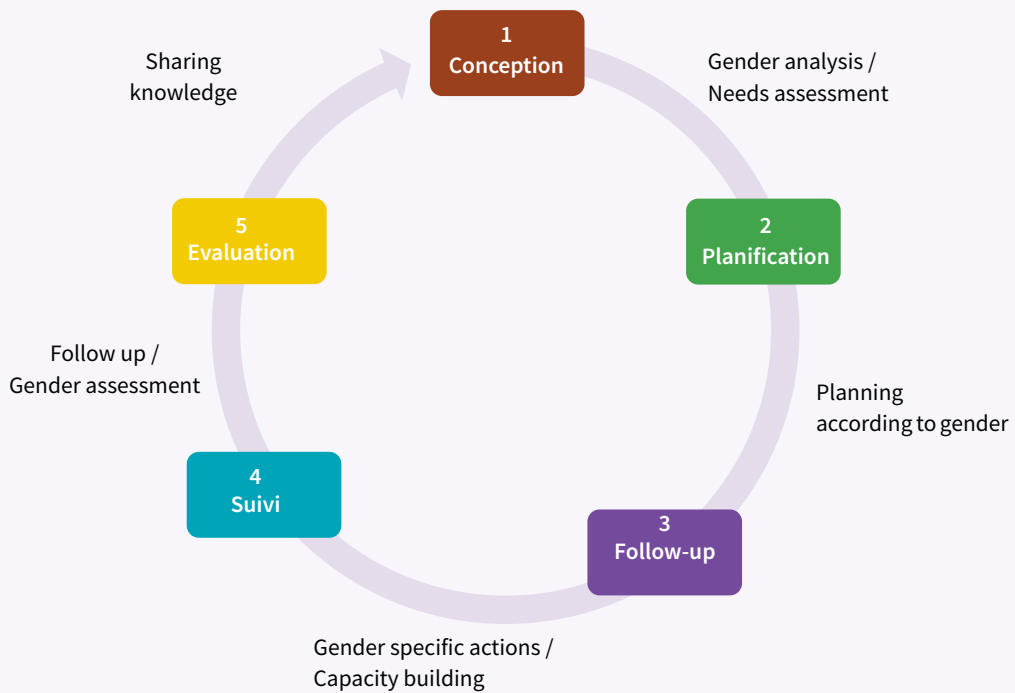 1
Conception
Gender analysis /
Needs assessment
2
Planification
Planning
according to gender
3
Follow-up
Gender specific actions /
Capacity building
4
Suivi
Follow up /
Gender assessment
5
Evaluation
Sharing
knowledge